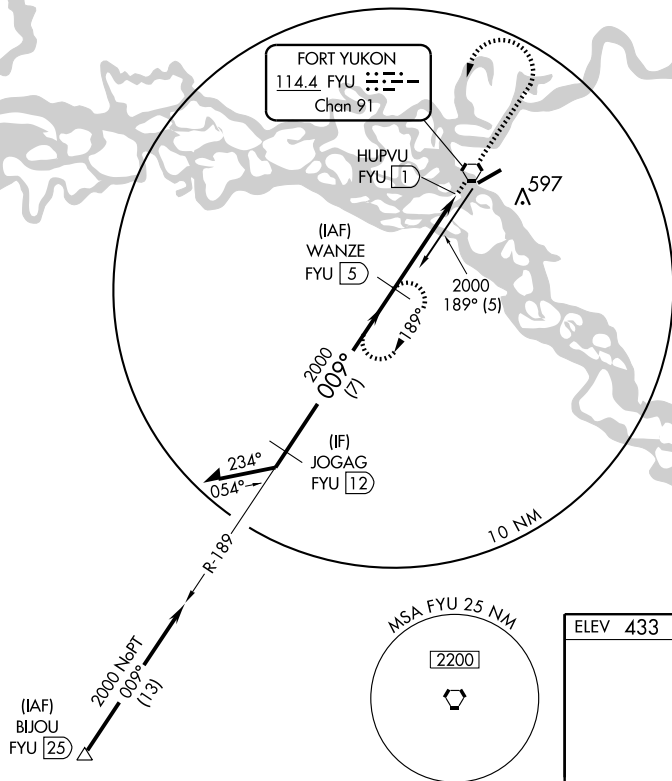 FORT YUKON
114.4 FYU
Chan 91
HUPVU
FYU 1
597
(IAF)
WANZE
FYU 5
2000
189° (5)
189°
2000
009°
(7)
(IF)
JOGAG
FYU 12
234°
054°
R-189
10 NM
2000 NoPT
009°
(13)
(IAF)
BIJOU
FYU 25
MSA FYU 25 NM
2200
ELEV 433